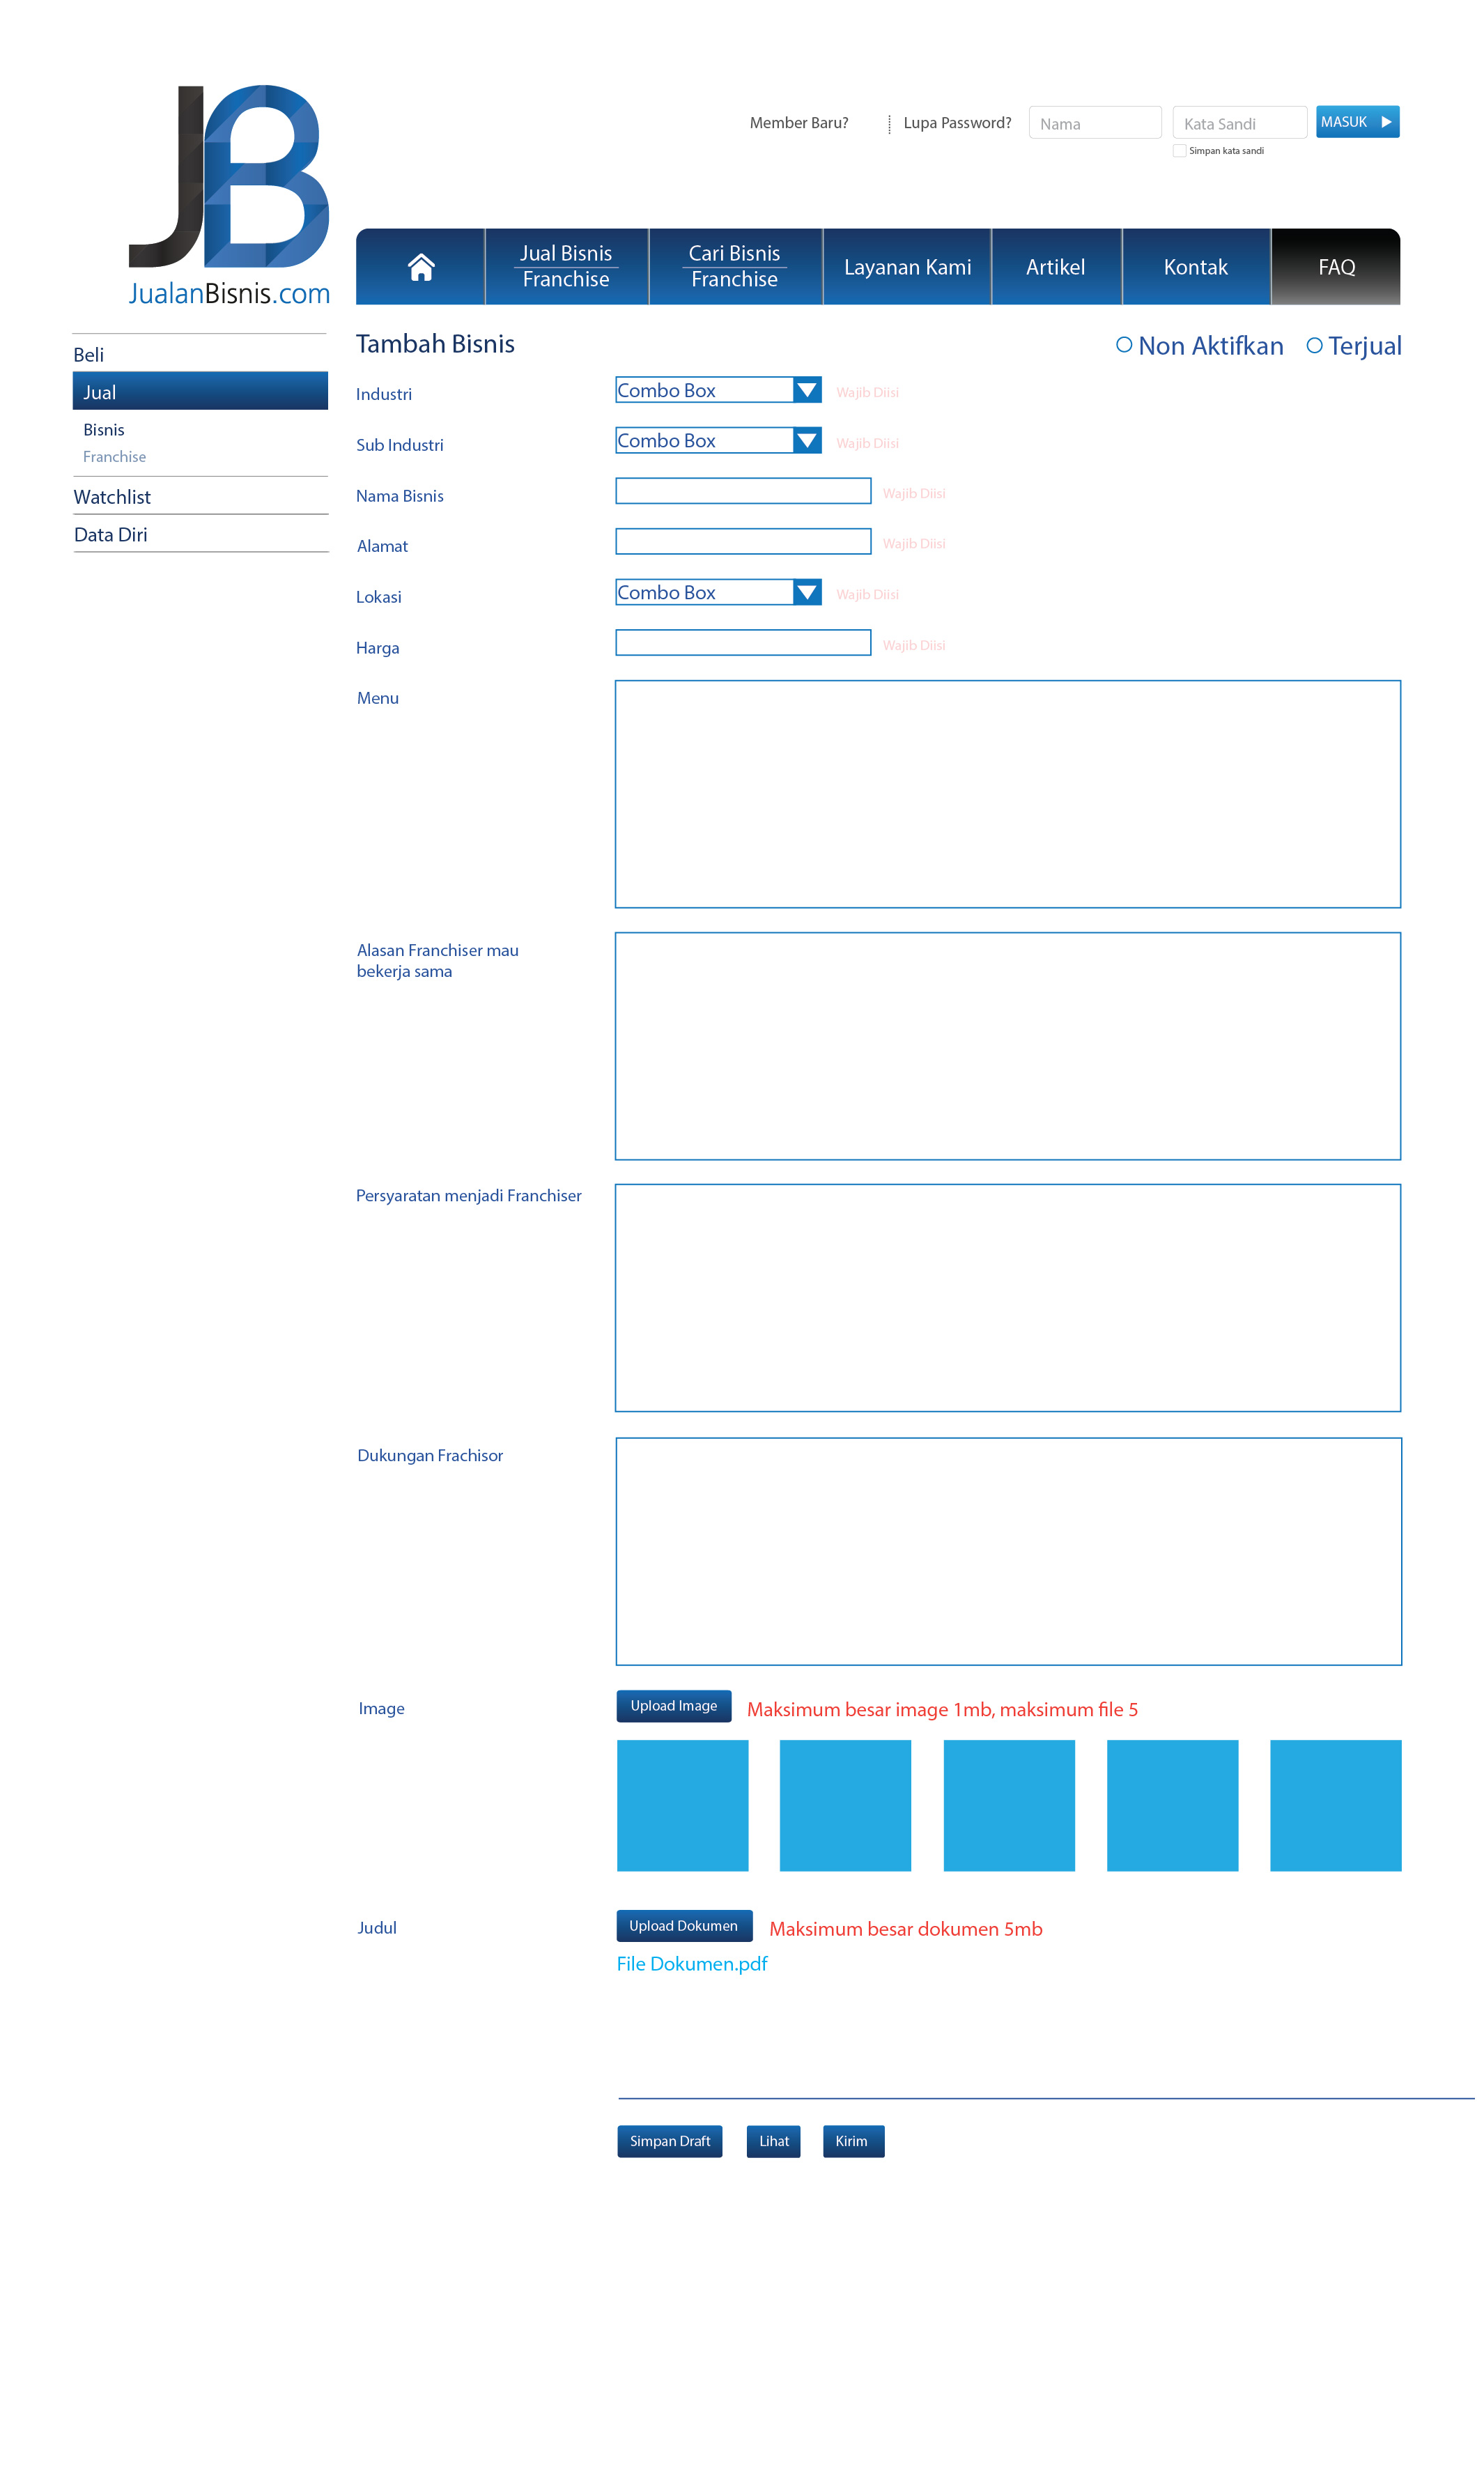 JB
JualanBisnis.com
Member Baru?
Lupa Password?
Nama
Kata Sandi
MASUK
Simpan kata sandi
Jual Bisnis
Franchise
Cari Bisnis
Franchise
Layanan Kami
Artikel
Kontak
FAQ
Beli
Jual
Bisnis
Franchise
Watchlist
Data Diri
Tambah Bisnis
Non Aktifkan
Terjual
Industri
Combo Box
Wajib Diisi
Sub Industri
Combo Box
Wajib Diisi
Nama Bisnis
Wajib Diisi
Alamat
Wajib Diisi
Lokasi
Combo Box
Wajib Diisi
Harga
Wajib Diisi
Menu
Alasan Franchiser mau
bekerja sama
Persyaratan menjadi Franchiser
Dukungan Frachisor
Image
Upload Image
Maksimum besar image 1mb, maksimum file 5
Judul
Upload Dokumen
Maksimum besar dokumen 5mb
File Dokumen.pdf
Simpan Draft
Lihat
Kirim